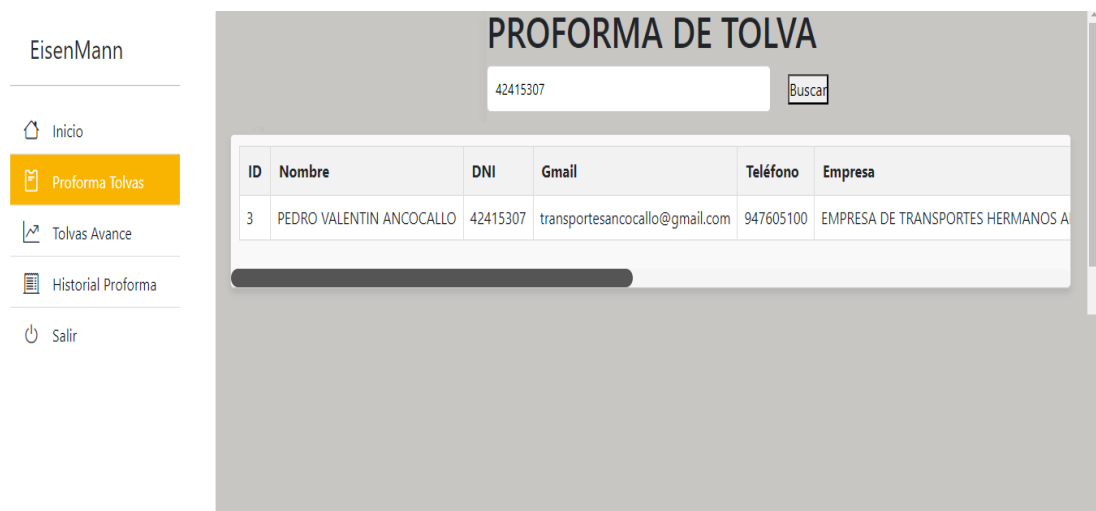 EisenMann
Inicio
Proforma Tolvas
Tolvas Avance
Historial Proforma
Salir
PROFORMA DE TOLVA
42415307
Buscar
ID Nombre DNI Gmail Teléfono Empresa
3 PEDRO VALENTIN ANCOCALLO 42415307 transportesancocallo@gmail.com 947605100 EMPRESA DE TRANSPORTES HERMANOS